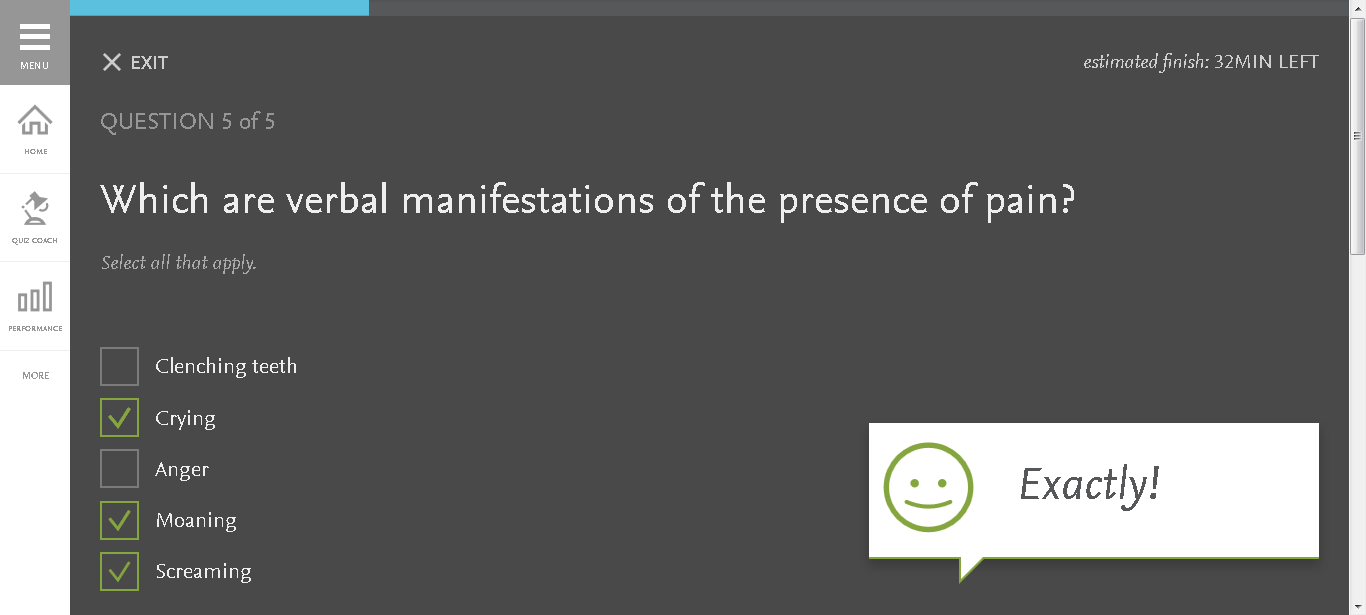 MENU
EXIT
estimated finish: 32MIN LEFT
HOME
QUESTION 5 of 5
Which are verbal manifestations of the presence of pain?
QUIZ COACH
Select all that apply.
PERFORMANCE
MORE
Clenching teeth
Crying
Anger
Moaning
Screaming
Exactly!